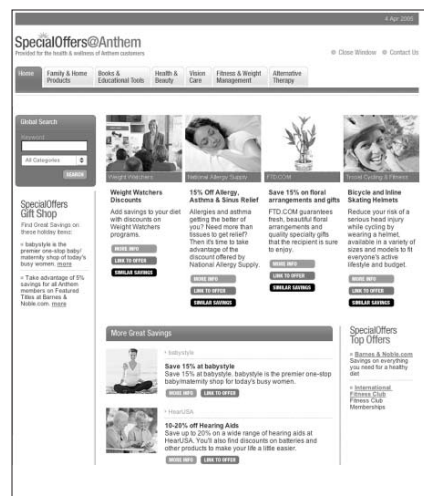 4 Apr 2005
SpecialOffers@Anthem
Provided for the health & wellness of Anthem customers
Close Window
Contact Us
Home
Family & Home
Products
Books &
Educational Tools
Health &
Beauty
Vision
Care
Fitness & Weight
Management
Alternative
Therapy
Global Search
Keyword
All Categories
SEARCH
SpecialOffers
Gift Shop
Find Great Savings on
these holiday items:
» babystyle is the
premier one-stop baby/
maternity shop of today's
busy women. more
» Take advantage of 5%
savings for all Anthem
members on Featured
Titles at Barnes &
Noble.com. more
Weight Watchers
Weight Watchers
Discounts
Add savings to your diet
with discounts on
Weight Watchers
programs.
MORE INFO
LINK TO OFFER
SIMILAR SAVINGS
National Allergy Supply
15% Off Allergy,
Asthma & Sinus Relief
Allergies and asthma
getting the better of
you? Need more than
tissues to get relief?
Then it's time to take
advantage of the
discount offered by
National Allergy Supply.
MORE INFO
LINK TO OFFER
SIMILAR SAVINGS
FTD.COM
Save 15% on floral
arrangements and gifts
FTD.COM guarantees
fresh, beautiful floral
arrangements and
quality specialty gifts
that the recipient is sure
to enjoy.
MORE INFO
LINK TO OFFER
SIMILAR SAVINGS
Travel Cycling & Fitness
Bicycle and Inline
Skating Helmets
Reduce your risk of a
serious head injury
while cycling by
wearing a helmet,
available in a variety of
sizes and models to fit
everyone's active
lifestyle and budget.
MORE INFO
LINK TO OFFER
SIMILAR SAVINGS
More Great Savings
» babystyle
Save 15% at babystyle
Save 15% at babystyle. babystyle is the premier one-stop
baby/maternity shop for today's busy women.
MORE INFO
LINK TO OFFER
» HearUSA
10-20% off Hearing Aids
Save up to 20% on a wide range of hearing aids at
HearUSA. You'll also find discounts on batteries and
other products to make your life a little easier.
MORE INFO
LINK TO OFFER
SpecialOffers
Top Offers
» Barnes & Noble.com
Savings on everything
you need for a healthy
diet
» International
Fitness Club
Fitness Club
Memberships